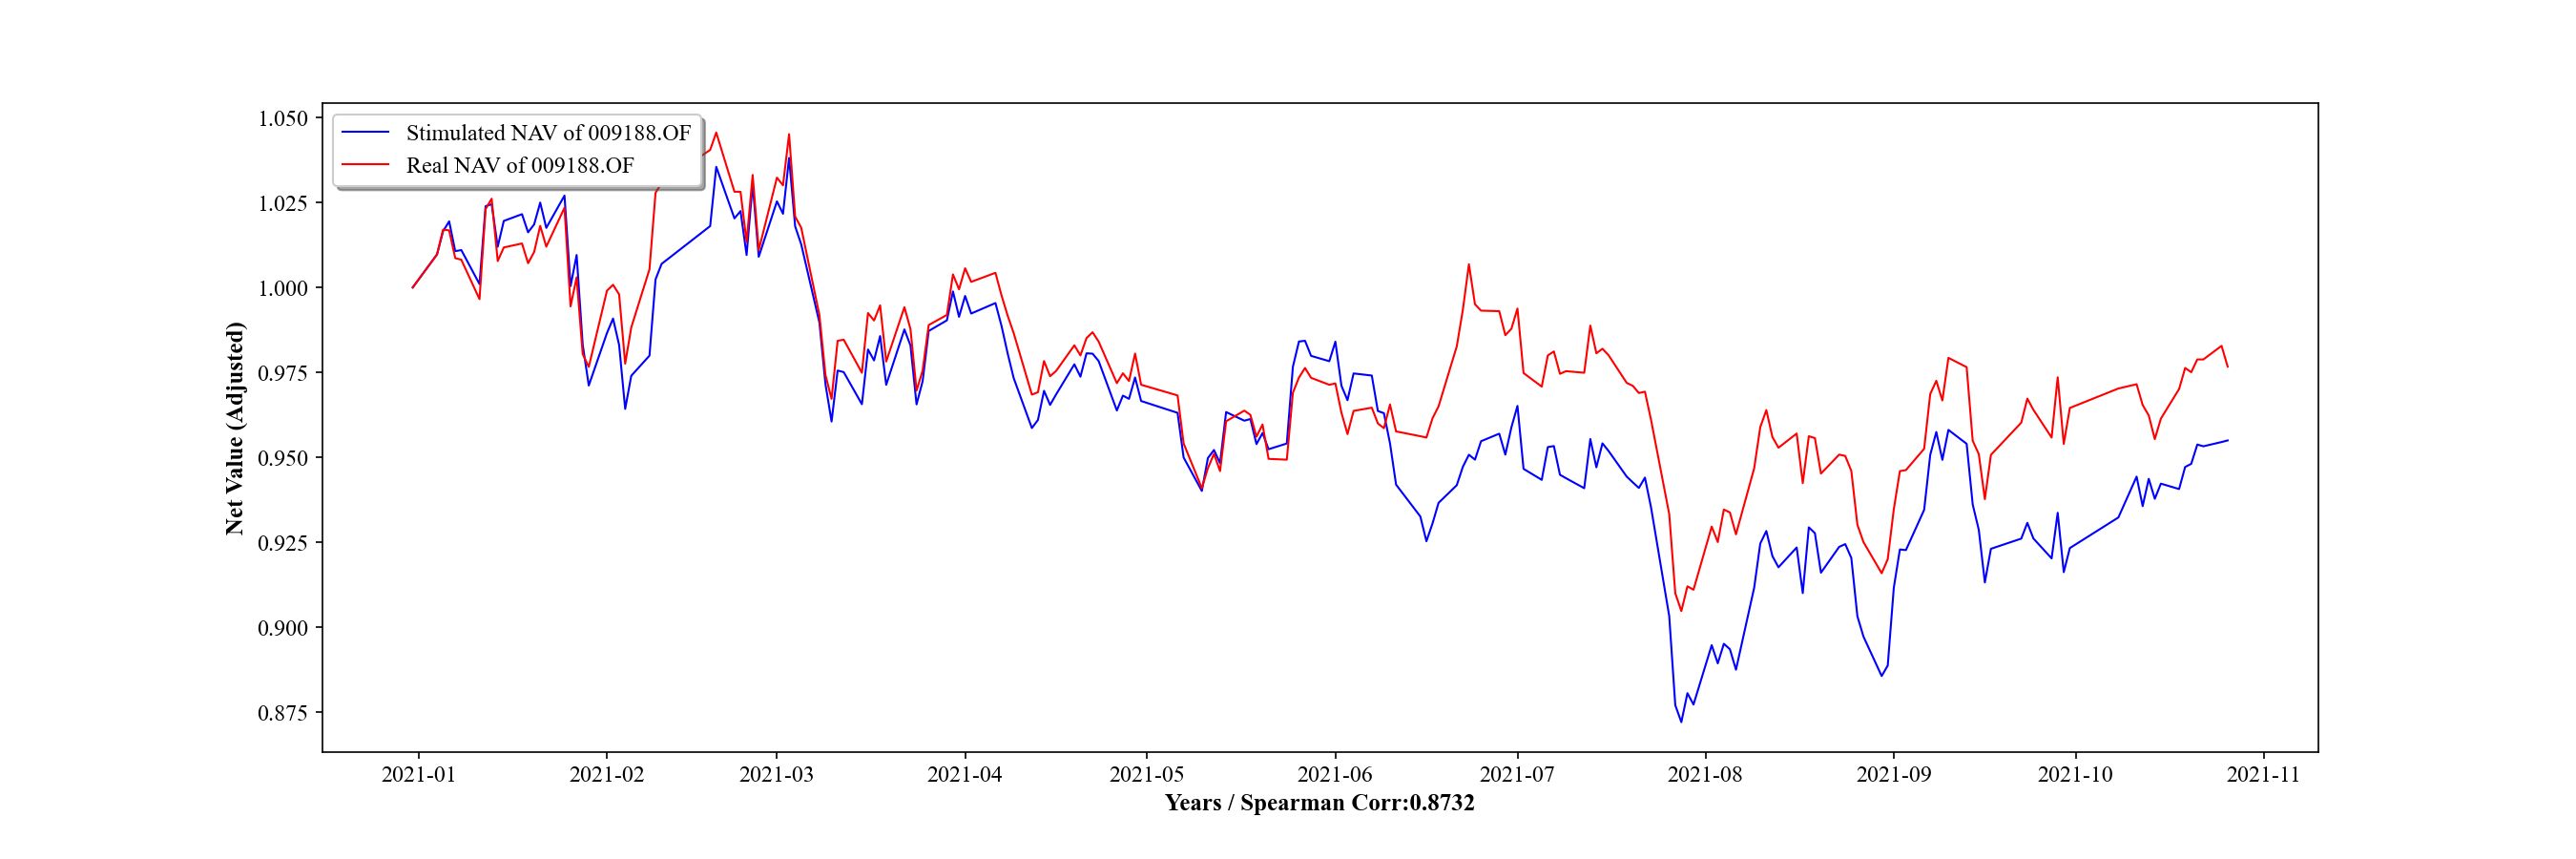 Stimulated NAV of 009188.OF
Real NAV of 009188.OF
Net Value (Adjusted)
1.050
1.025
1.000
0.975
0.950
0.925
0.900
0.875
2021-01 2021-02 2021-03 2021-04 2021-05 2021-06 2021-07 2021-08 2021-09 2021-10 2021-11
Years / Spearman Corr:0.8732